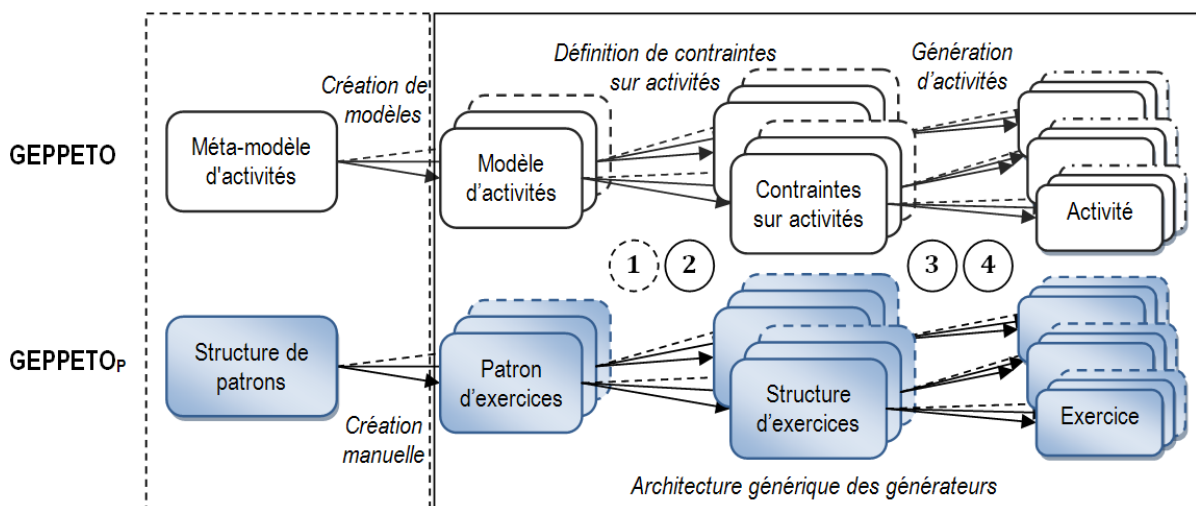 Définition de contraintes
sur activités
Génération
d'activités
Création de
modèles
GEPPETO
Méta-modèle
d'activités
Modèle
d'activités
Contraintes
sur activités
Activité
1 2 3 4
GEPPETOP
Structure de
patrons
Patron
d'exercices
Structure
d'exercices
Exercice
Création
manuelle
Architecture générique des générateurs